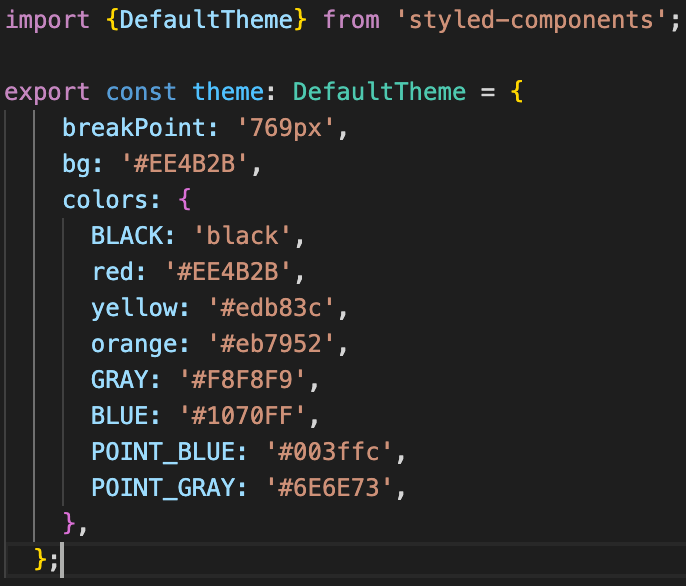 import {DefaultTheme} from 'styled-components';
export const theme: DefaultTheme = {
breakPoint: '769px',
bg: '#EE4B2B',
colors: {
BLACK: 'black',
red: '#EE4B2B',
yellow: '#edb83c',
orange: '#eb7952',
GRAY: '#F8F8F9',
BLUE: '#1070FF',
POINT_BLUE: '#003ffc',
POINT_GRAY: '#6E6E73',
},
};